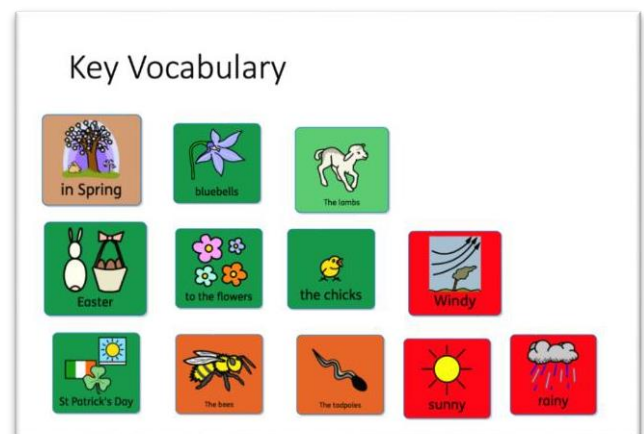 Key Vocabulary
in Spring
bluebells
The lambs
Easter
to the flowers
the chicks
Windy
St Patrick's Day
The bees
The tadpoles
sunny
rainy